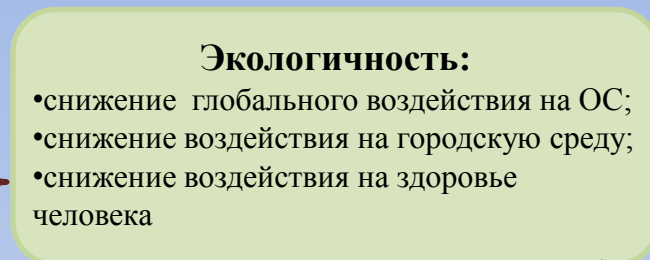 Экологичность:
•снижение глобального воздействия на ОС;
•снижение воздействия на городскую среду;
•снижение воздействия на здоровье
человека